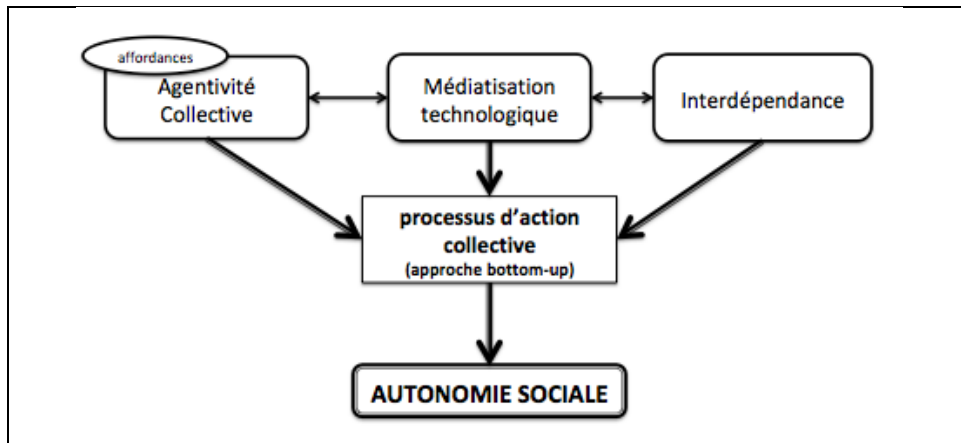 affordances
Agentivité
Collective
Médiatisation
technologique
Interdépendance
processus d’action
collective
(approche bottom-up)
AUTONOMIE SOCIALE